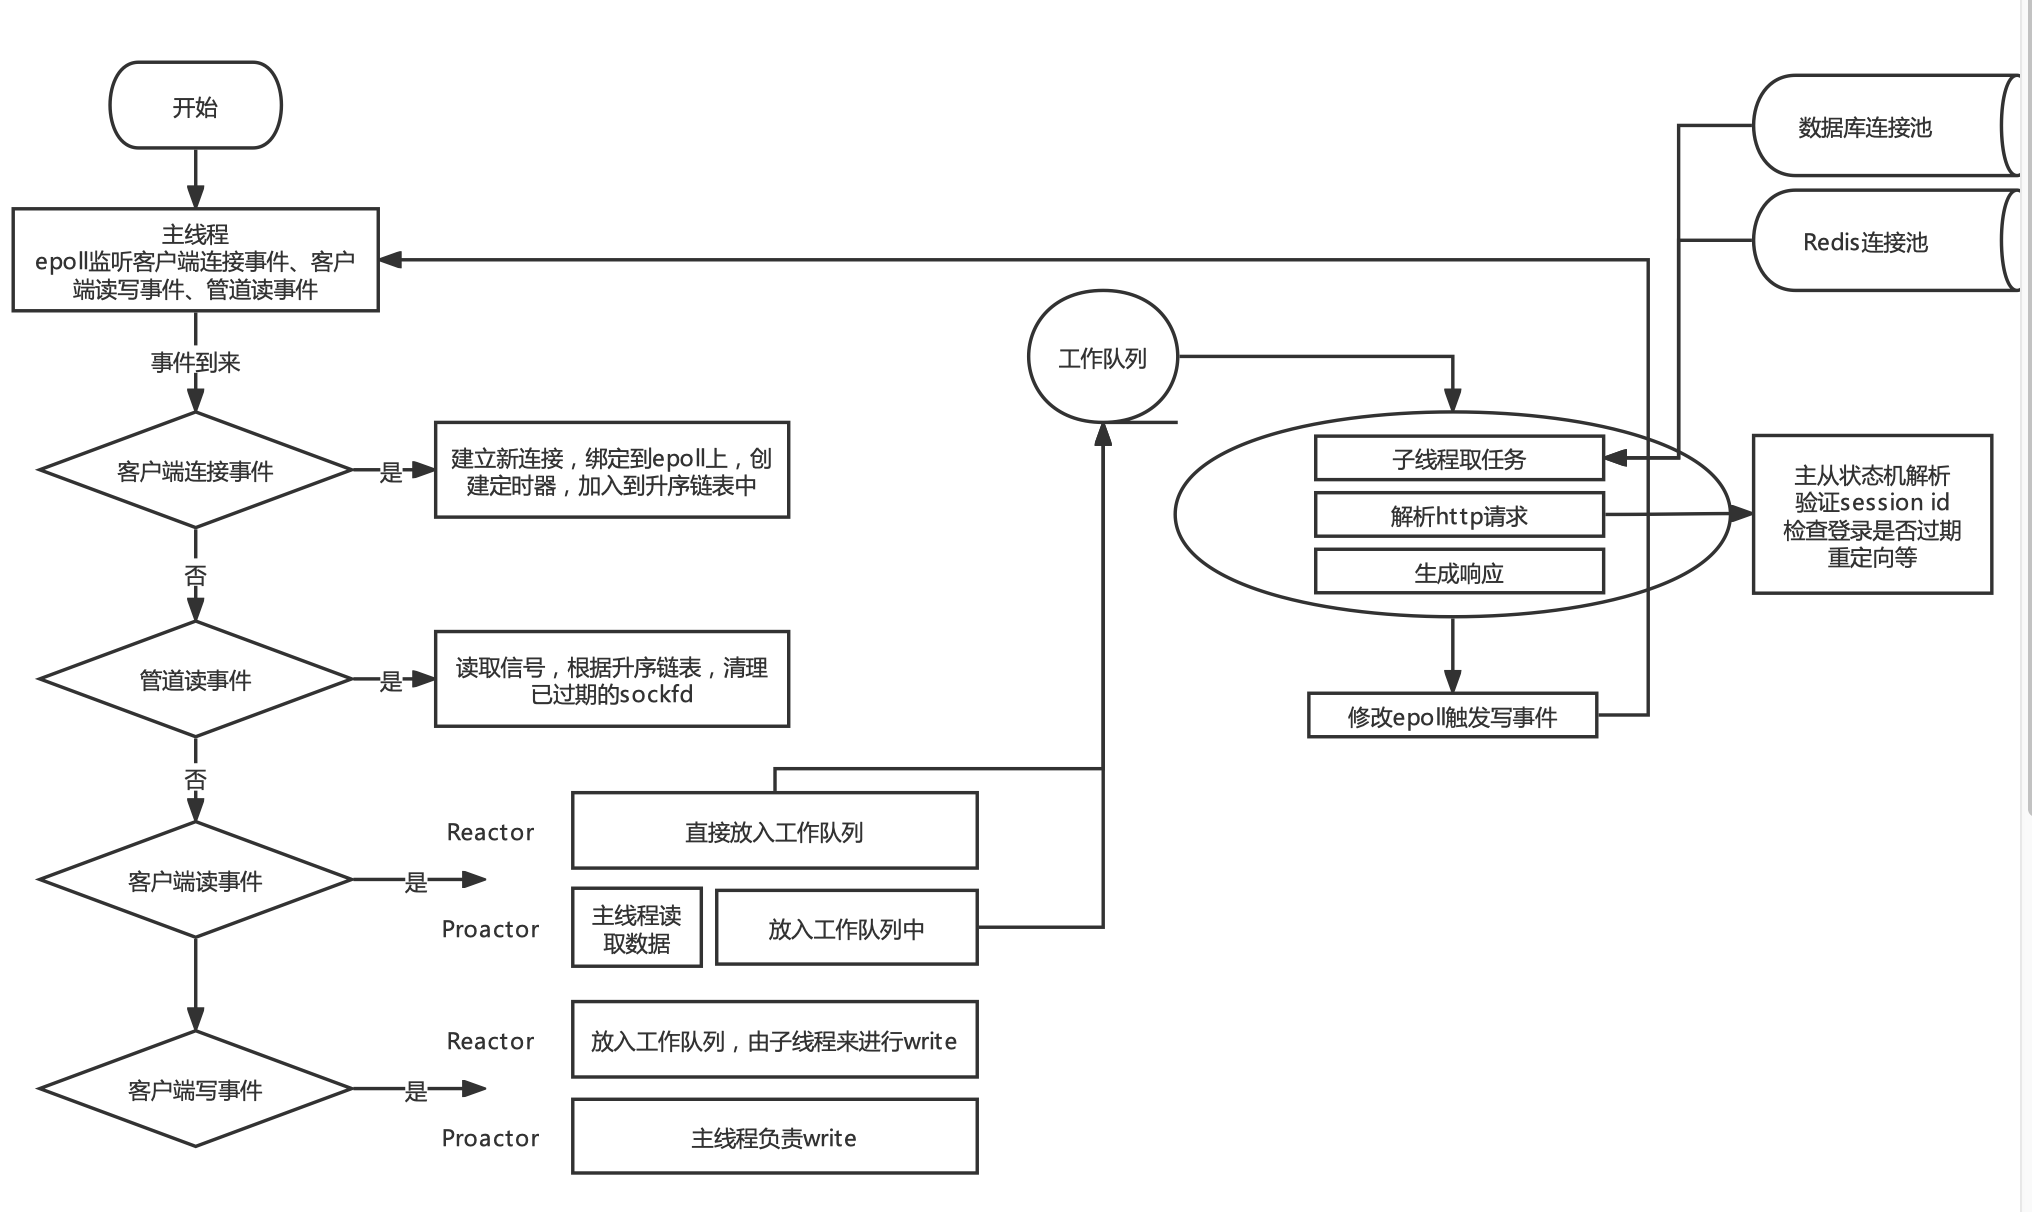 开始
主线程
epoll监听客户端连接事件、客户
端读写事件、管道读事件
事件到来
客户端连接事件
是
建立新连接，绑定到epoll上，创
建定时器，加入到升序链表中
否
管道读事件
是
读取信号，根据升序链表，清理
已过期的sockfd
否
客户端读事件
是
Reactor
直接放入工作队列
Proactor
主线程读
取数据
放入工作队列中
客户端写事件
是
Reactor
放入工作队列，由子线程来进行write
Proactor
主线程负责write
工作队列
子线程取任务
解析http请求
生成响应
修改epoll触发写事件
数据库连接池
Redis连接池
主从状态机解析
验证session id
检查登录是否过期
重定向等